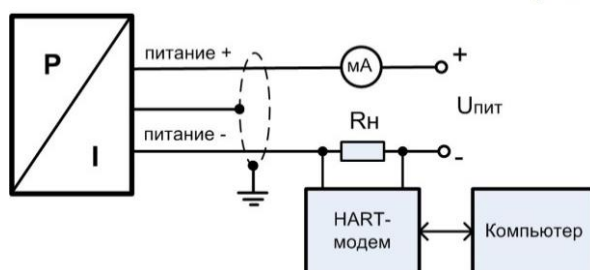 P
I
питание +
питание -
мА
+
Uпит
-
Rн
HART-
модем
Компьютер